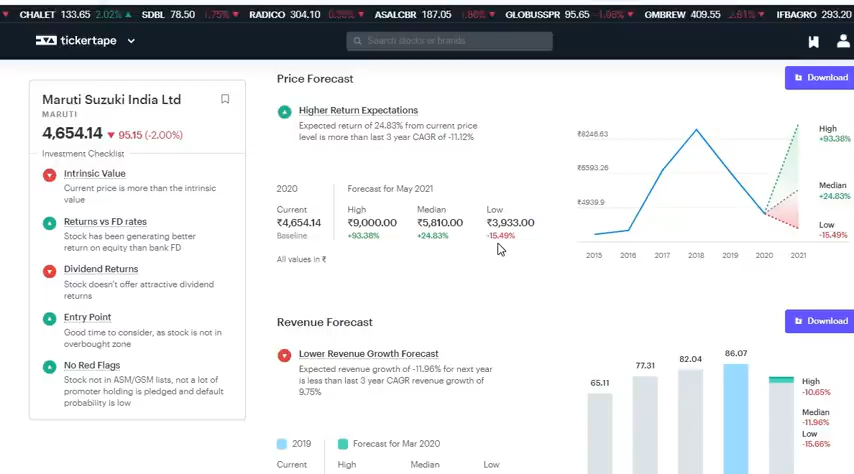 CHALET 133.65 2.02% SDBL 78.50 1.75% RADICO 304.10 ASALCBR 187.05 1.80% GLOBUSSPR 95.65 1.98% GMBREW 409.55 2.61% IFBAGRO 293.20
tickertape
Search stocks or brands
Maruti Suzuki India Ltd
MARUTI
4,654.14 95.15 (-2.00%)
Investment Checklist
Intrinsic Value
Current price is more than the intrinsic
value
Returns vs FD rates
Stock has been generating better
return on equity than bank FD
Dividend Returns
Stock doesn't offer attractive dividend
returns
Entry Point
Good time to consider, as stock is not in
overbought zone
No Red Flags
Stock not in ASM/GSM lists, not a lot of
promoter holding is pledged and default
probability is low
Price Forecast
Download
Higher Return Expectations
Expected return of 24.83% from current price
level is more than last 3 year CAGR of -11.12%
2020 Forecast for May 2021
Current High Median Low
₹4,654.14 ₹9,000.00 ₹5,810.00 ₹3,933.00
Baseline +93.38% +24.83% -15.49%
All values in ₹
₹8246.63
₹6593.26
₹4939.9
2015 2016 2017 2018 2019 2020 2021
High
+93.38%
Median
+24.83%
Low
-15.49%
Revenue Forecast
Download
Lower Revenue Growth Forecast
Expected revenue growth of -11.96% for next year
is less than last 3 year CAGR revenue growth of
9.75%
2019 Forecast for Mar 2020
Current High Median Low
65.11 77.31 82.04 86.07
High
-10.65%
Median
-11.96%
Low
-15.66%